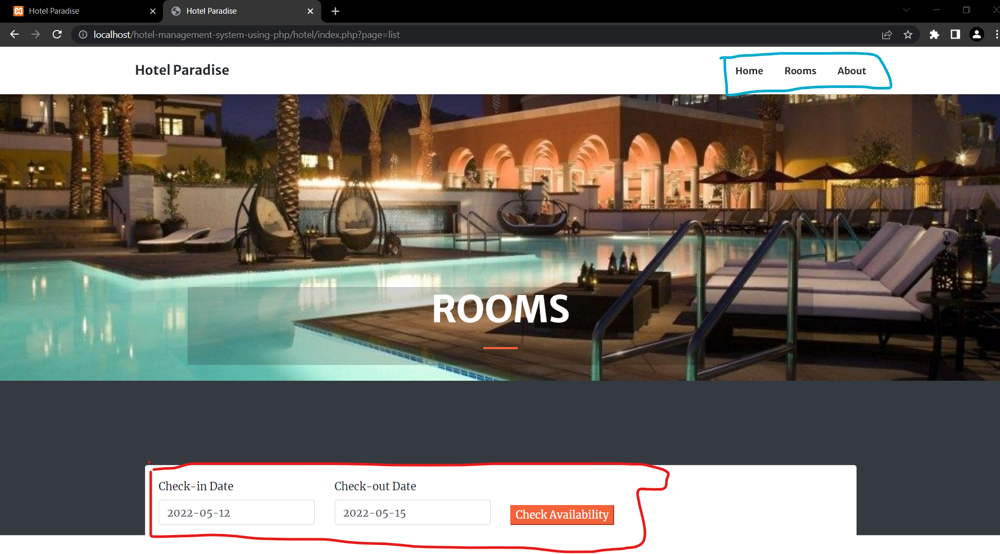 Hotel Paradise
Hotel Paradise
localhost/hotel-management-system-using-php/hotel/index.php?page=list
Hotel Paradise
Home Rooms About
ROOMS
Check-in Date Check-out Date
2022-05-12 2022-05-15 Check Availability